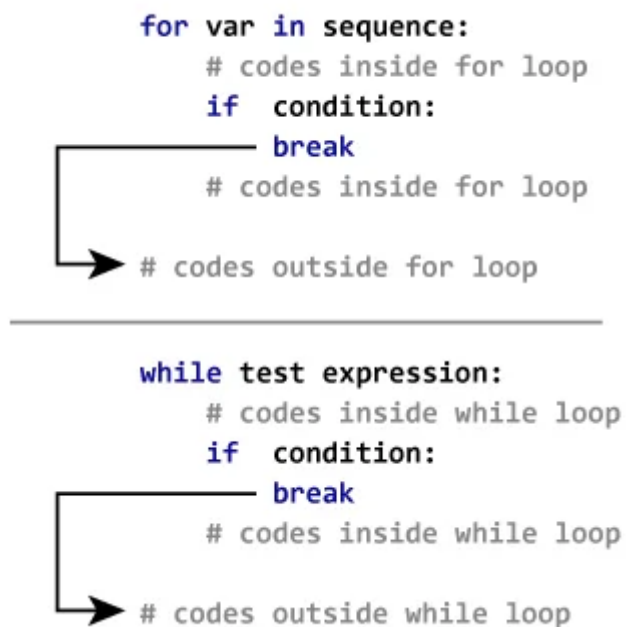 for var in sequence:
    # codes inside for loop
    if  condition:
        break
    # codes inside for loop
# codes outside for loop
while test expression:
    # codes inside while loop
    if  condition:
        break
    # codes inside while loop
# codes outside while loop